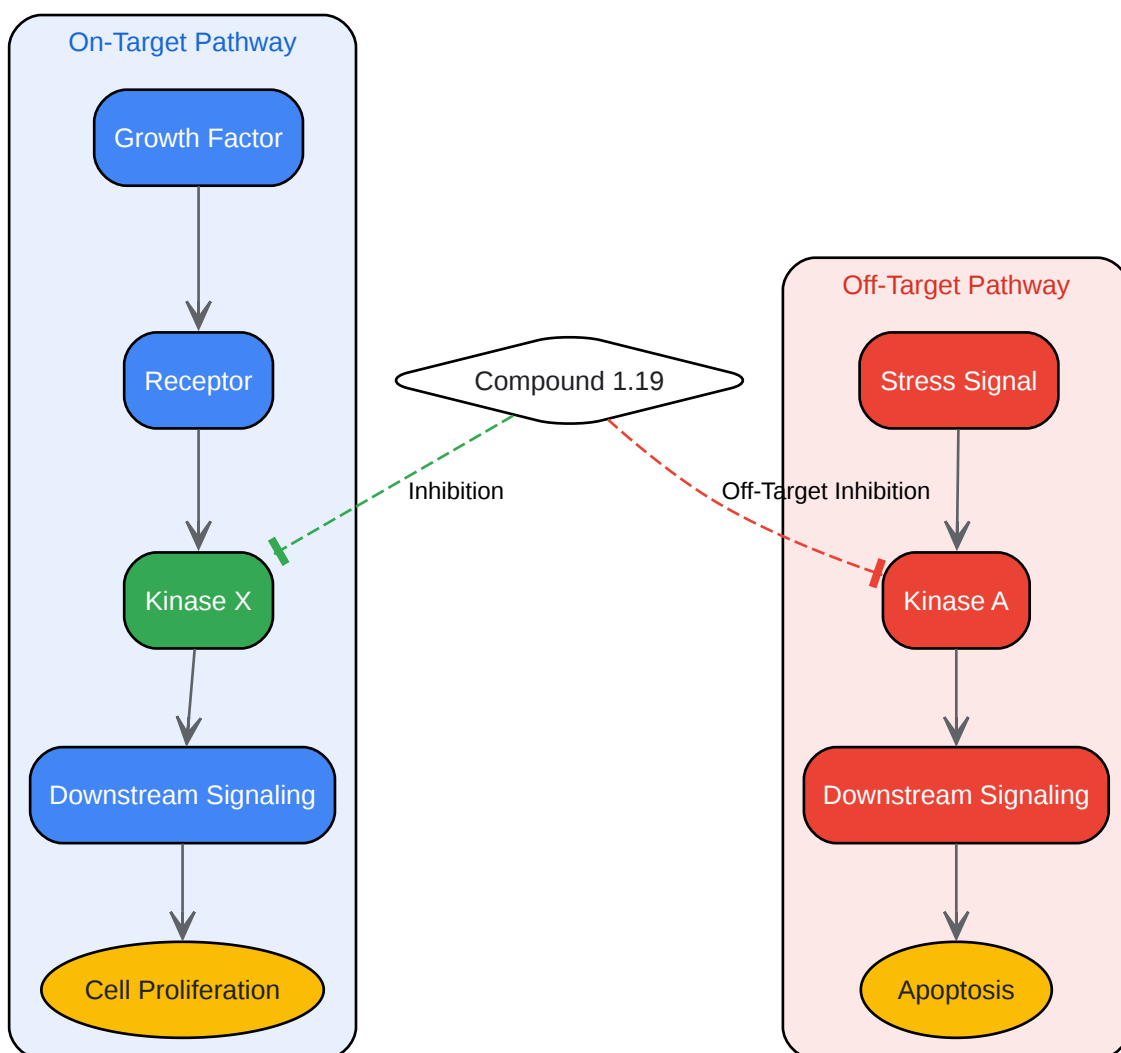 On-Target Pathway
Growth Factor
Receptor
Kinase X
Downstream Signaling
Cell Proliferation
Compound 1.19
Inhibition
Off-Target Inhibition
Off-Target Pathway
Stress Signal
Kinase A
Downstream Signaling
Apoptosis